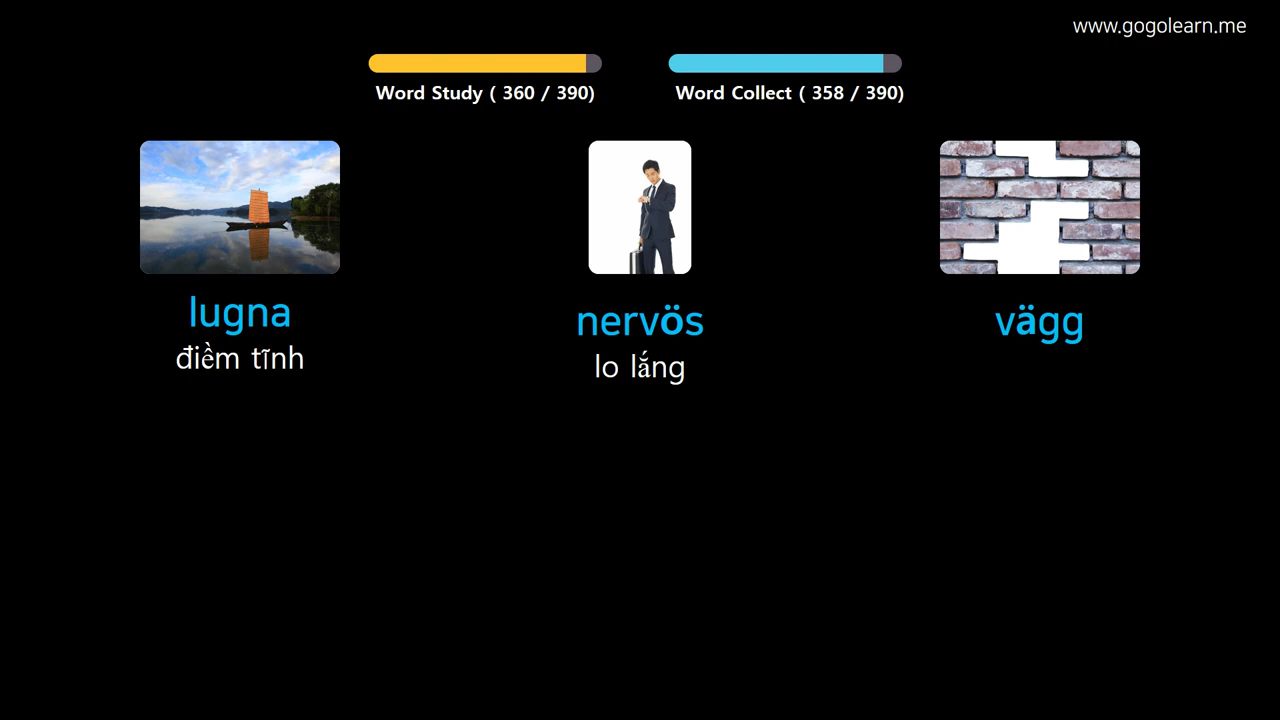 www.gogolearn.me
Word Study ( 360 / 390)
Word Collect ( 358 / 390)
lugna
điềm tĩnh
nervös
lo lắng
vägg